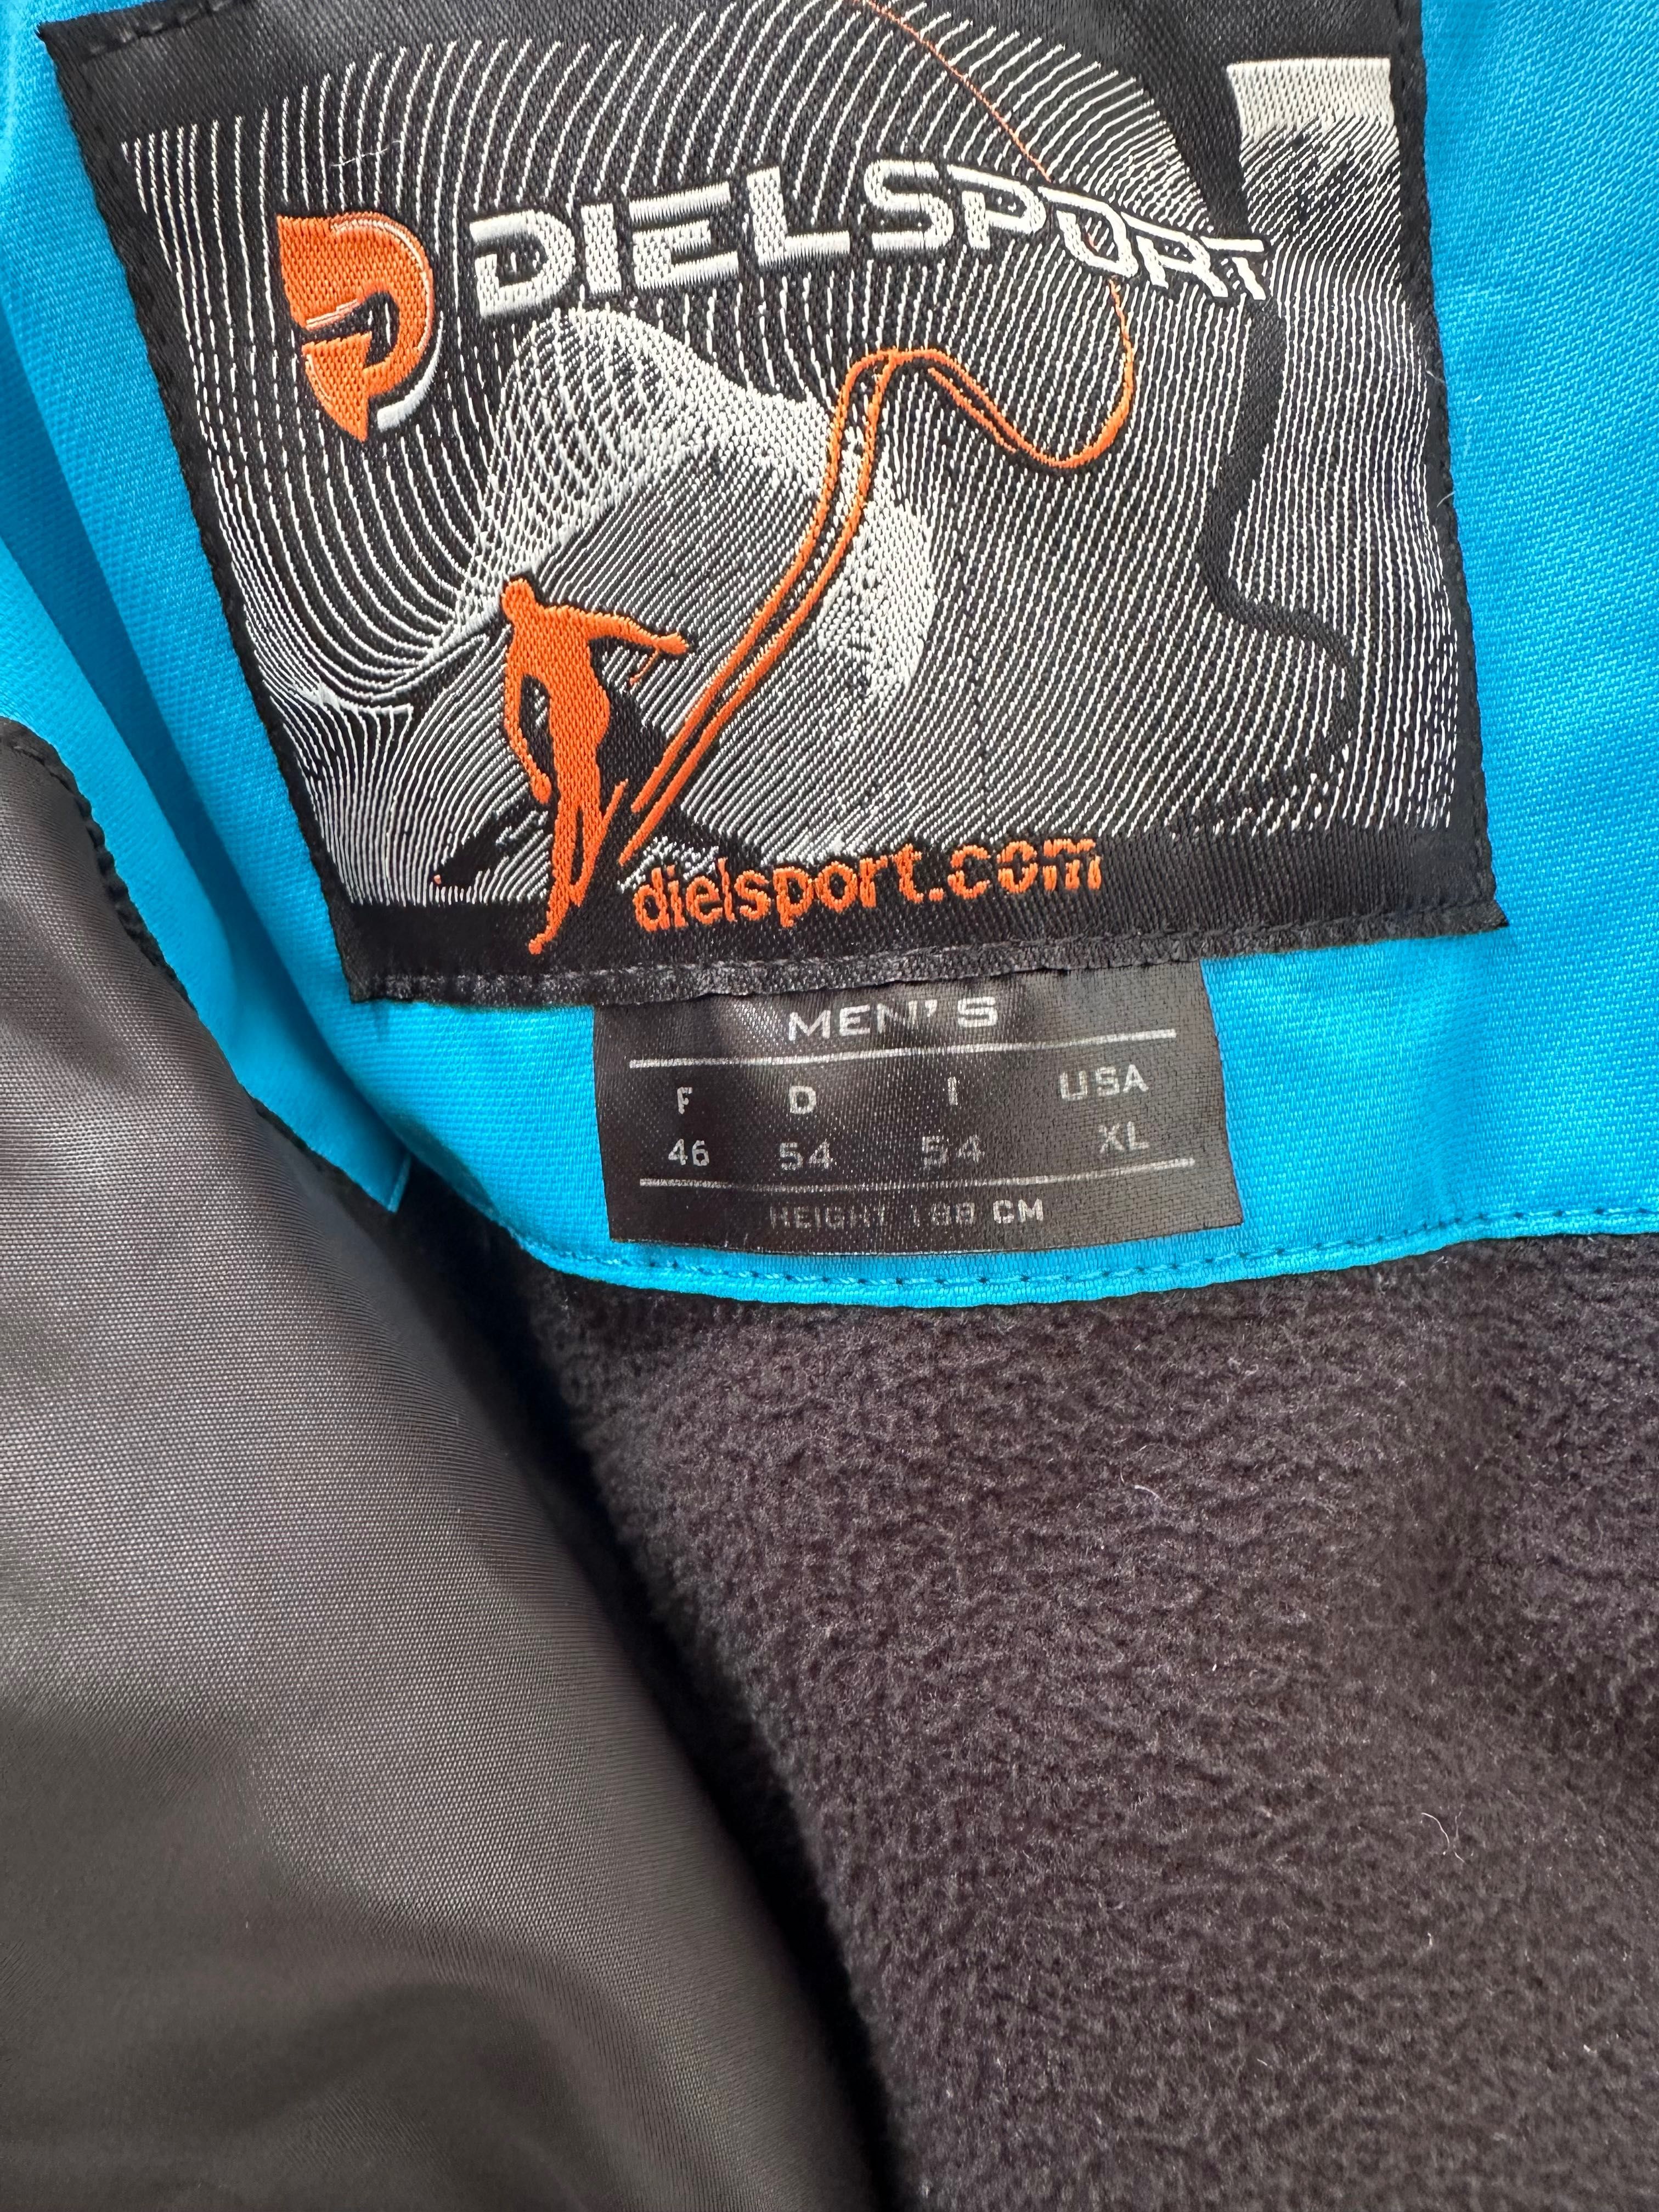 DIELSPORT
dielsport.com
MEN'S
F D I USA
46 54 54 XL
HEIGHT 188 CM